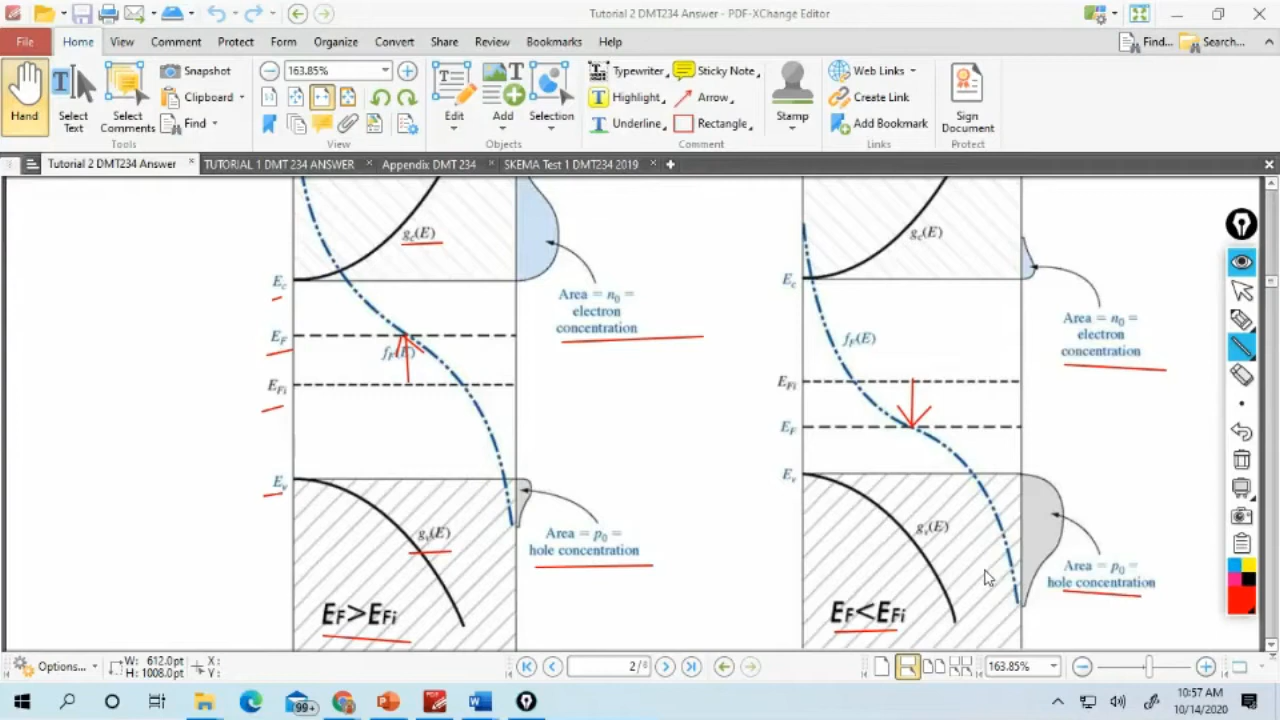 Tutorial 2 DMT234 Answer - PDF-XChange Editor
File Home View Comment Protect Form Organize Convert Share Review Bookmarks Help Find... Search...
Hand
Select Text
Select Comments
Snapshot
Clipboard
Find
Tools
163.85%
View
Edit
Add
Selection
Objects
Typewriter
Highlight
Underline
Sticky Note
Arrow
Rectangle
Stamp
Comment
Web Links
Create Link
Add Bookmark
Links
Sign Document
Protect
Tutorial 2 DMT234 Answer TUTORIAL 1 DMT 234 ANSWER Appendix DMT 234 SKEMA Test 1 DMT234 2019
gc(E)
Ec
Area = n0 =
electron
concentration
EF
fF(E)
EFi
Ev
gv(E)
Area = p0 =
hole concentration
EF>EFi
gc(E)
Ec
Area = n0 =
electron
concentration
fF(E)
EFi
EF
Ev
gv(E)
Area = p0 =
hole concentration
EF<EFi
Options...
W: 612.0pt
H: 1008.0pt
X:
Y:
163.85%
99+
10:57 AM
10/14/2020